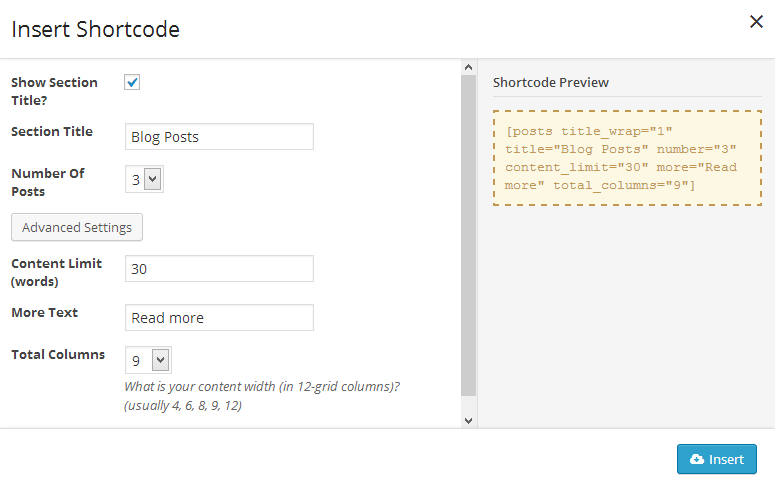 Insert Shortcode
Show Section
Title?
Section Title
Blog Posts
Number Of
Posts
3
Advanced Settings
Content Limit
(words)
30
More Text
Read more
Total Columns
9
What is your content width (in 12-grid columns)?
(usually 4, 6, 8, 9, 12)
Shortcode Preview
[posts title_wrap="1"
title="Blog Posts" number="3"
content_limit="30" more="Read
more" total_columns="9"]
Insert